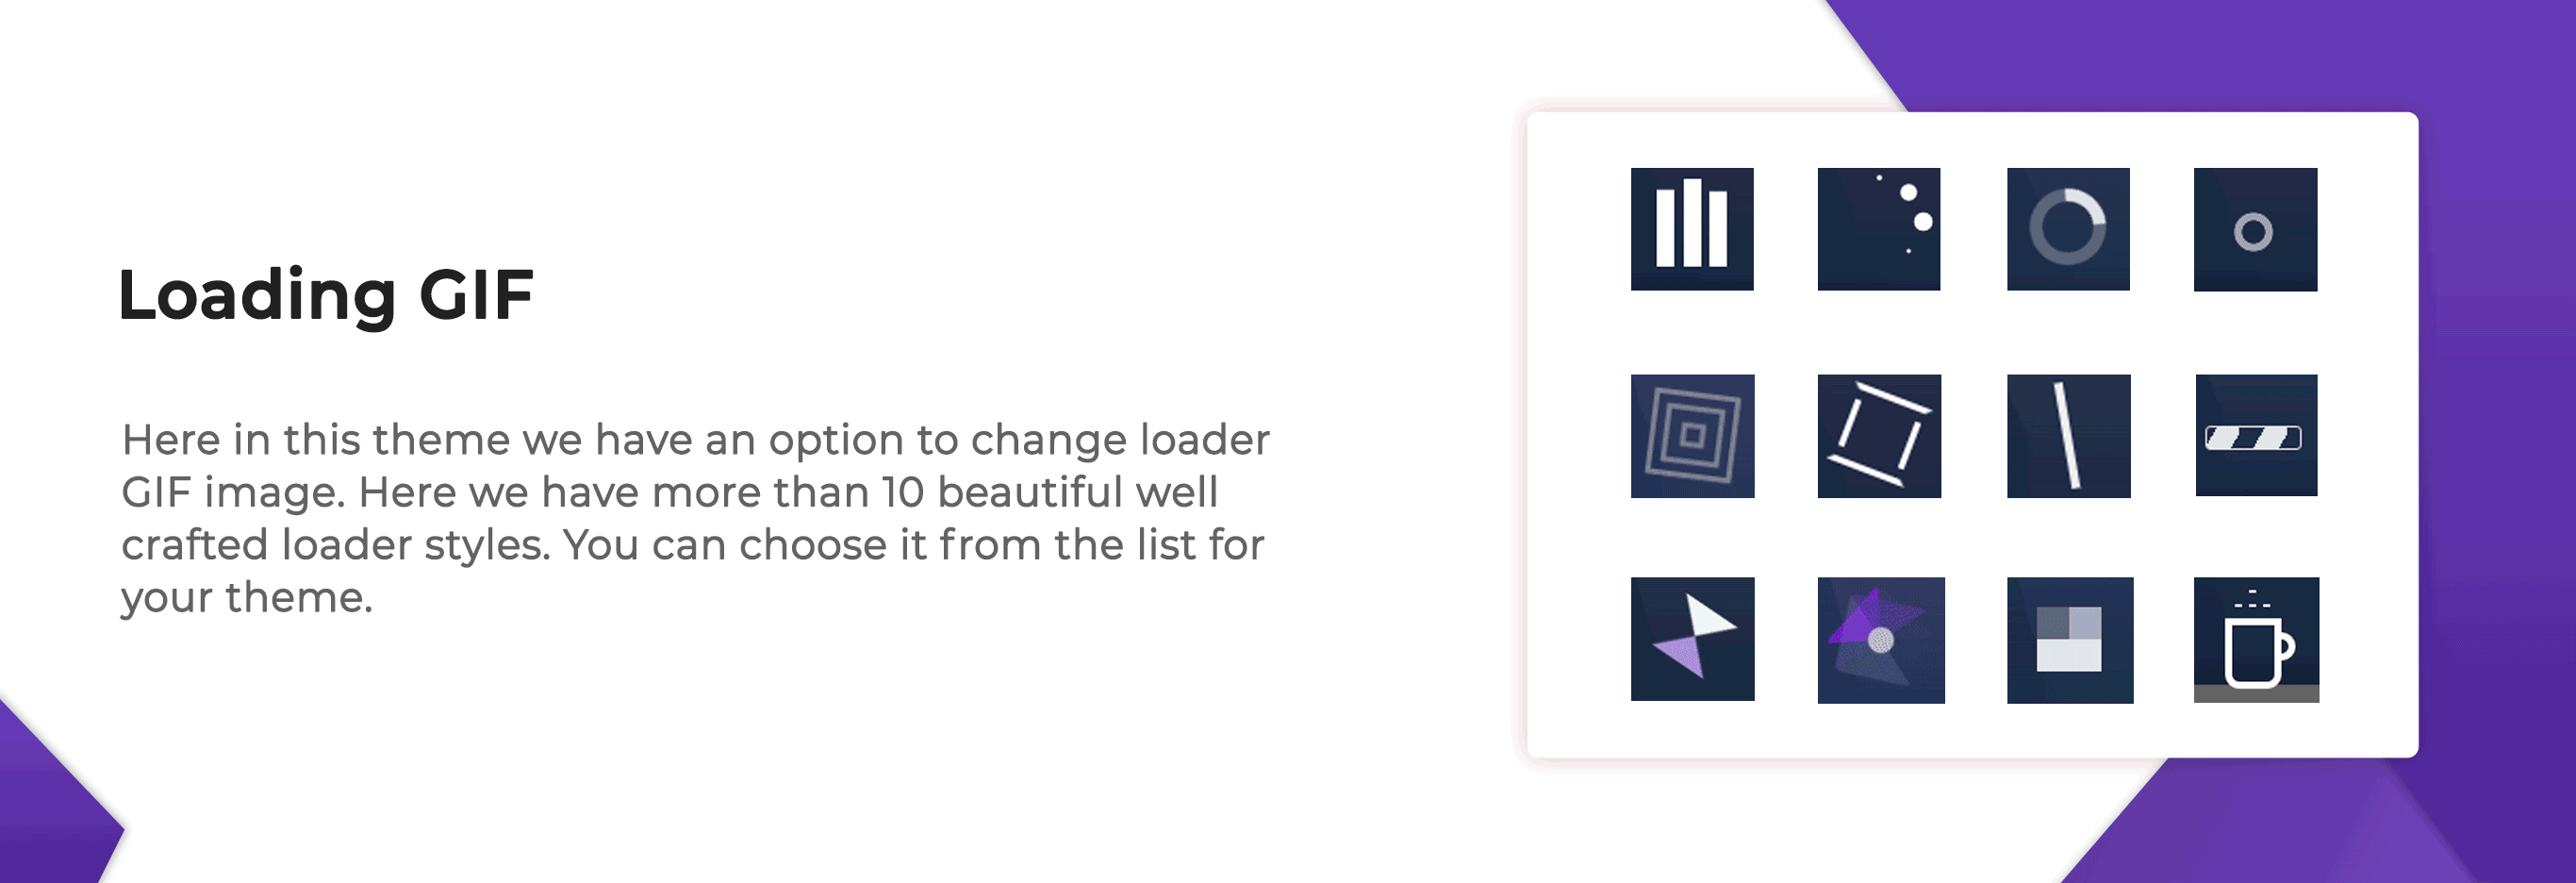 Loading GIF
Here in this theme we have an option to change loader
GIF image. Here we have more than 10 beautiful well
crafted loader styles. You can choose it from the list for
your theme.